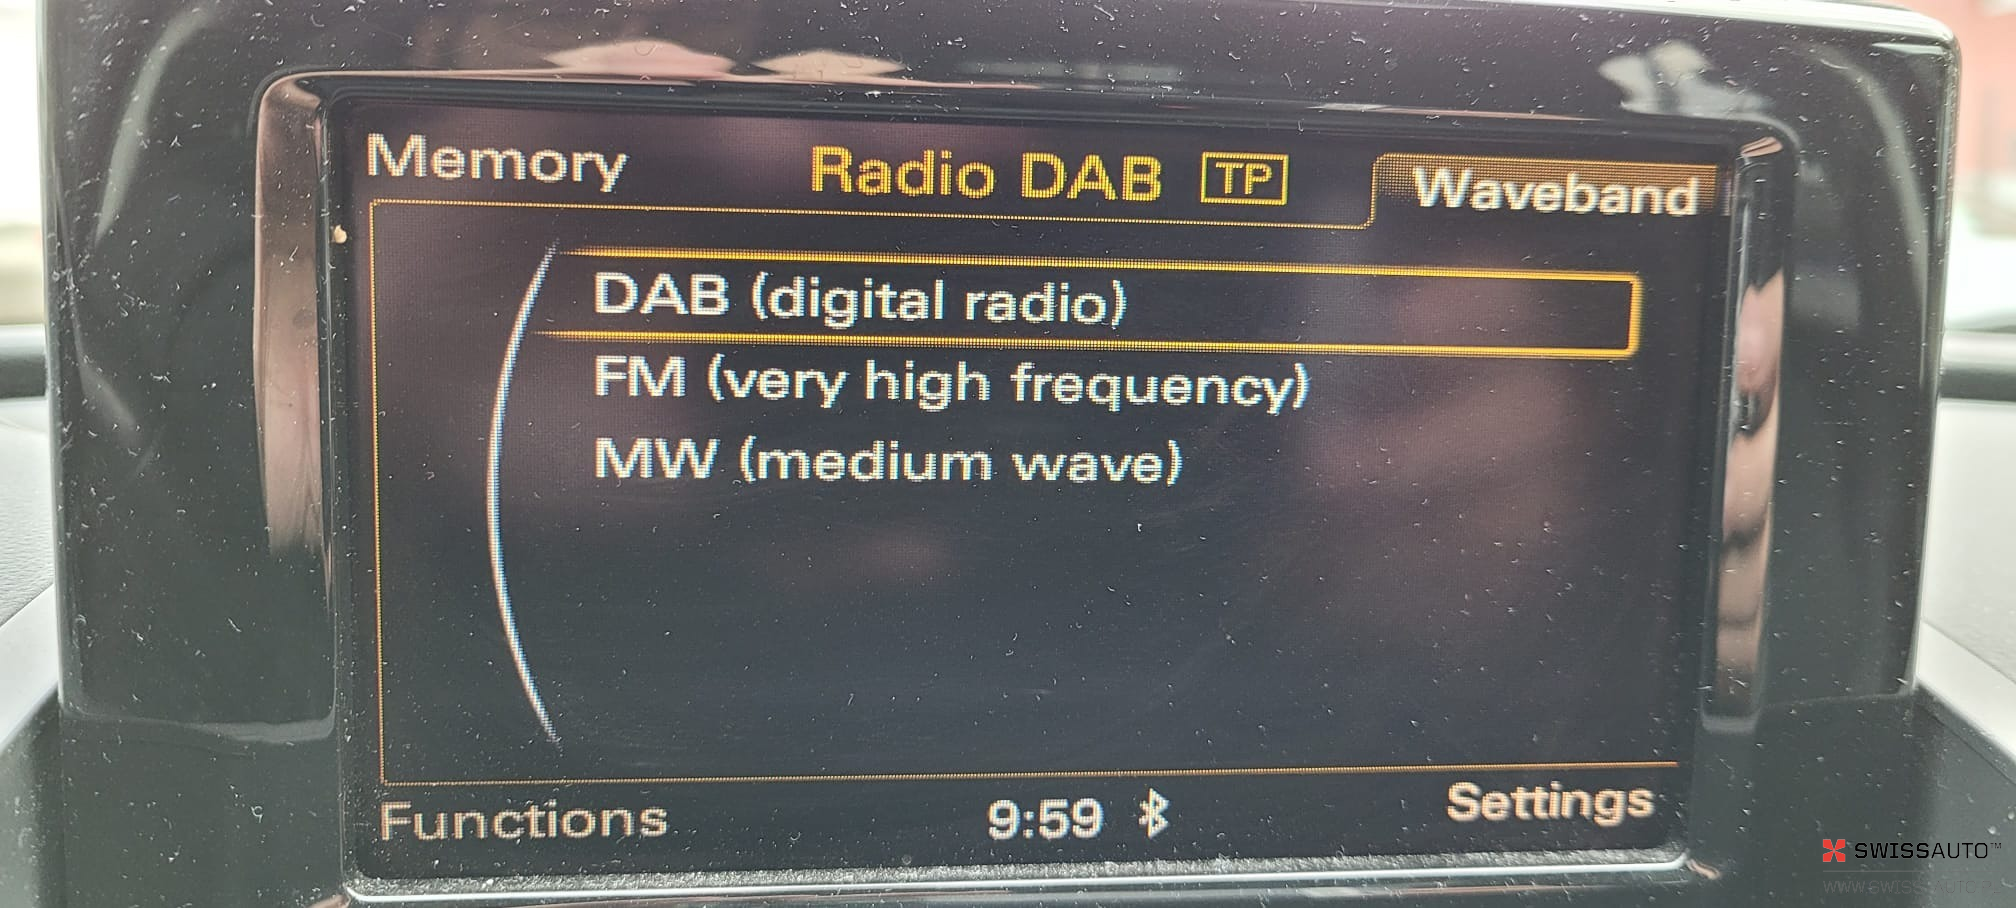 Memory Radio DAB TP Waveband
DAB (digital radio)
FM (very high frequency)
MW (medium wave)
Functions 9:59 Settings
SWISSAUTO™